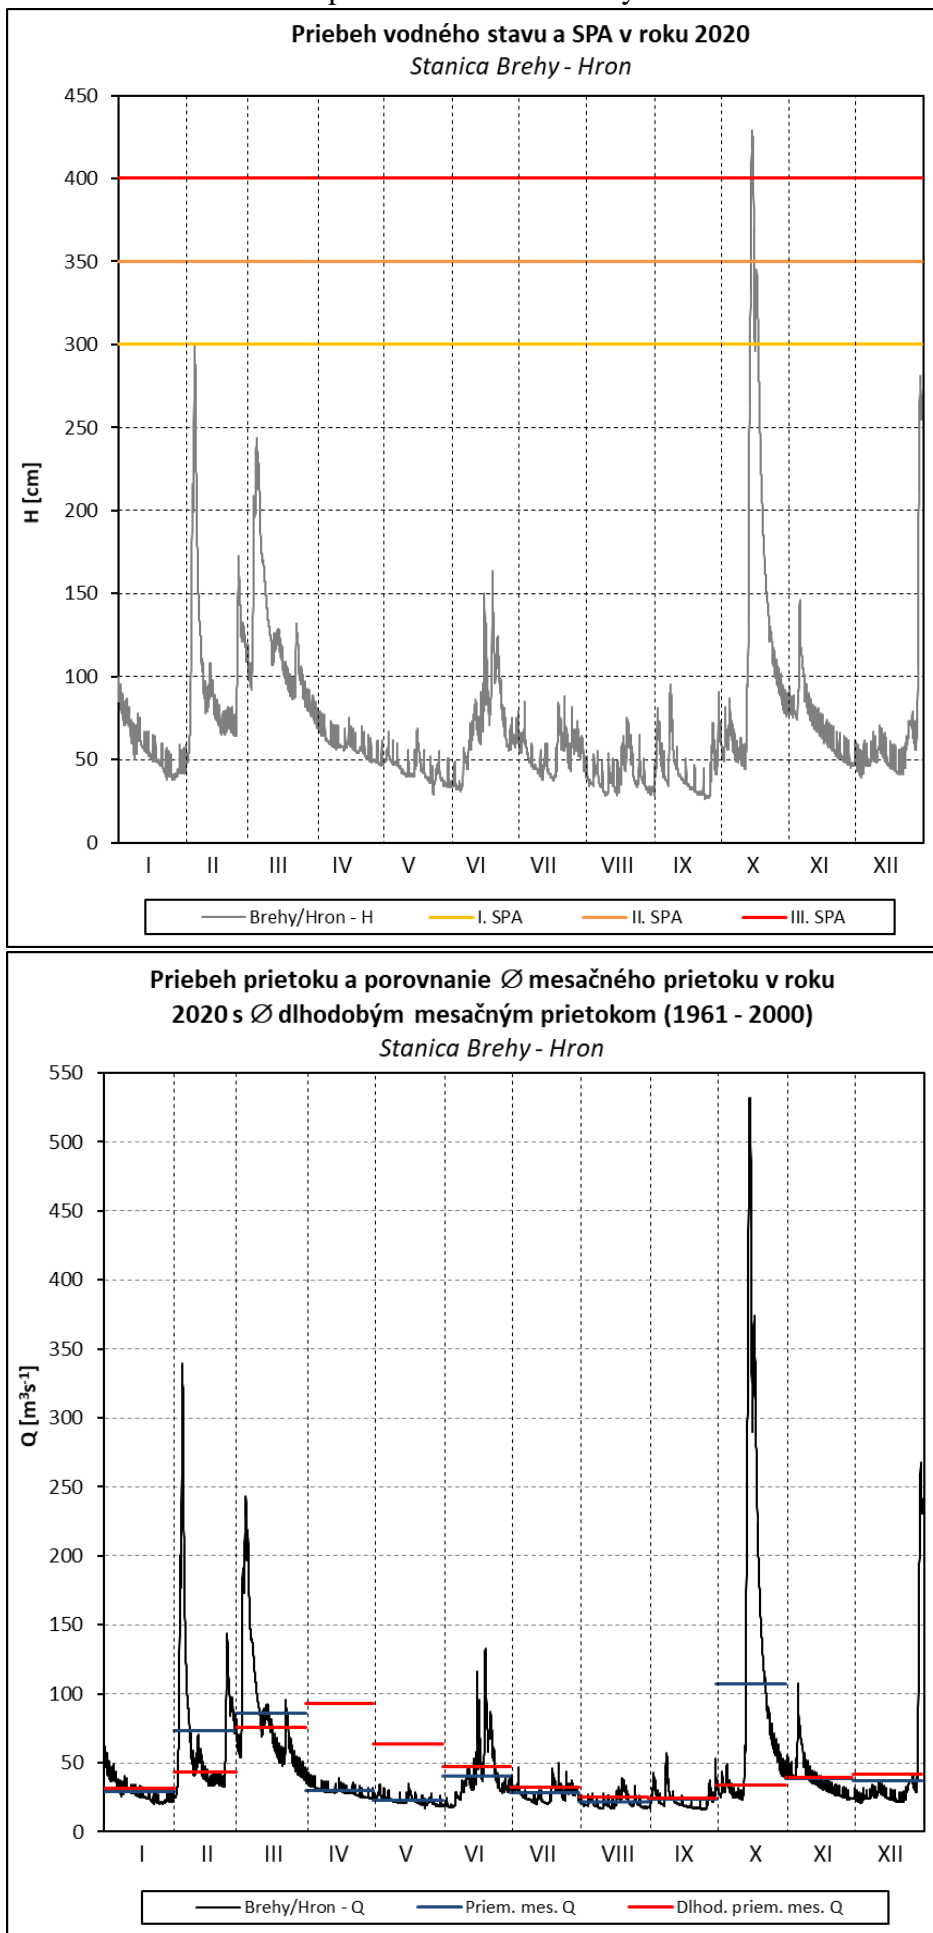 Priebeh vodného stavu a SPA v roku 2020
Stanica Brehy - Hron
H [cm]
450
400
350
300
250
200
150
100
50
0
I II III IV V VI VII VIII IX X XI XII
Brehy/Hron - H I. SPA II. SPA III. SPA
Priebeh prietoku a porovnanie ∅ mesačného prietoku v roku
2020 s ∅ dlhodobým mesačným prietokom (1961 - 2000)
Stanica Brehy - Hron
Q [m³s⁻¹]
550
500
450
400
350
300
250
200
150
100
50
0
I II III IV V VI VII VIII IX X XI XII
Brehy/Hron - Q Priem. mes. Q Dlhod. priem. mes. Q